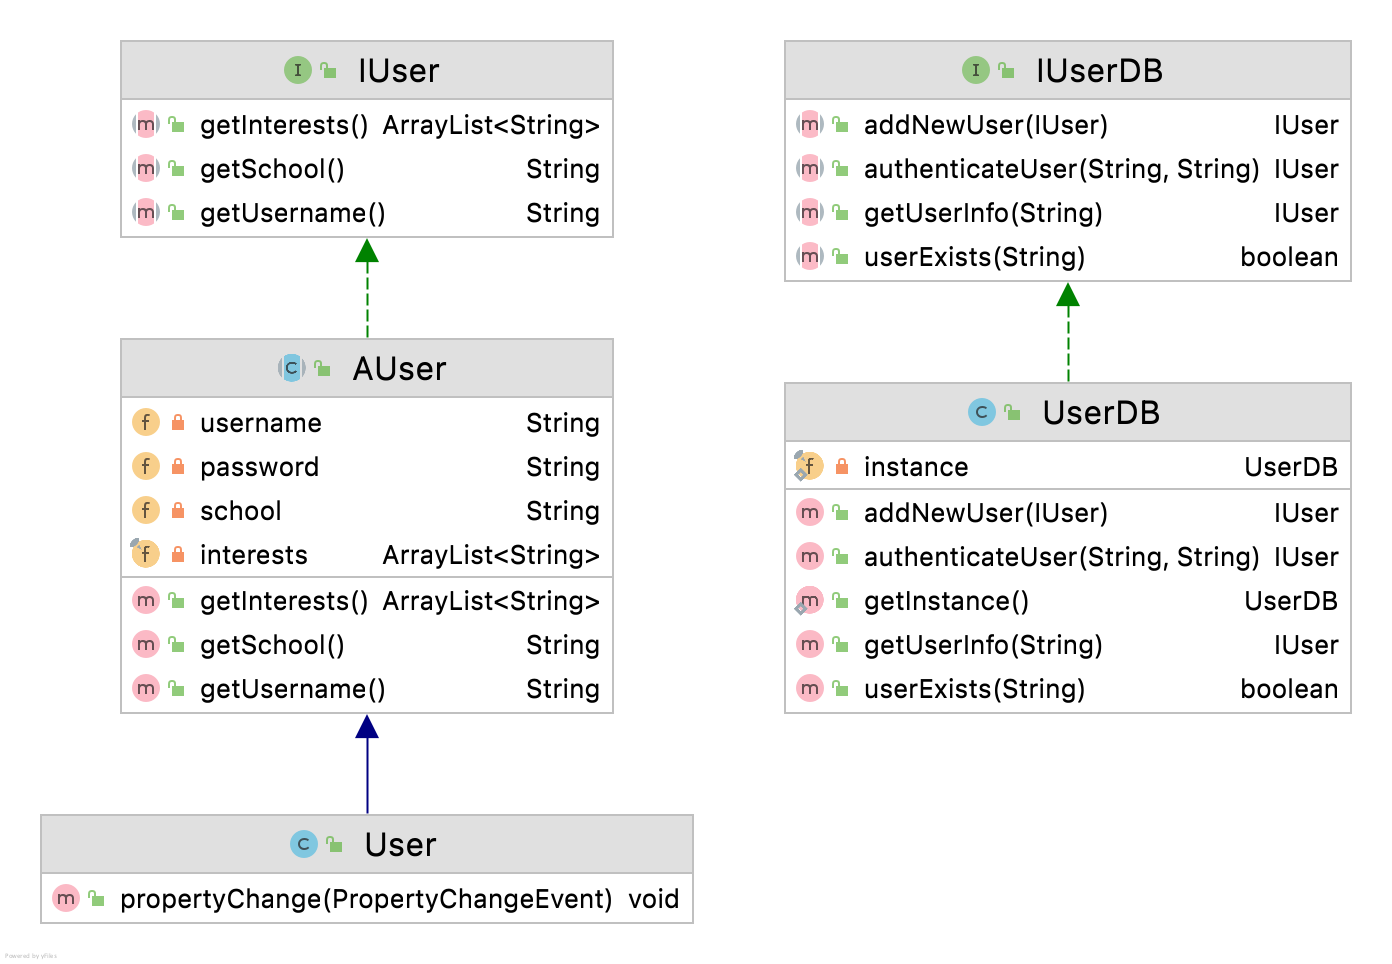 IUser
getInterests() ArrayList<String>
getSchool() String
getUsername() String
AUser
username String
password String
school String
interests ArrayList<String>
getInterests() ArrayList<String>
getSchool() String
getUsername() String
User
propertyChange(PropertyChangeEvent) void
IUserDB
addNewUser(IUser) IUser
authenticateUser(String, String) IUser
getUserInfo(String) IUser
userExists(String) boolean
UserDB
instance UserDB
addNewUser(IUser) IUser
authenticateUser(String, String) IUser
getInstance() UserDB
getUserInfo(String) IUser
userExists(String) boolean
Powered by yFiles